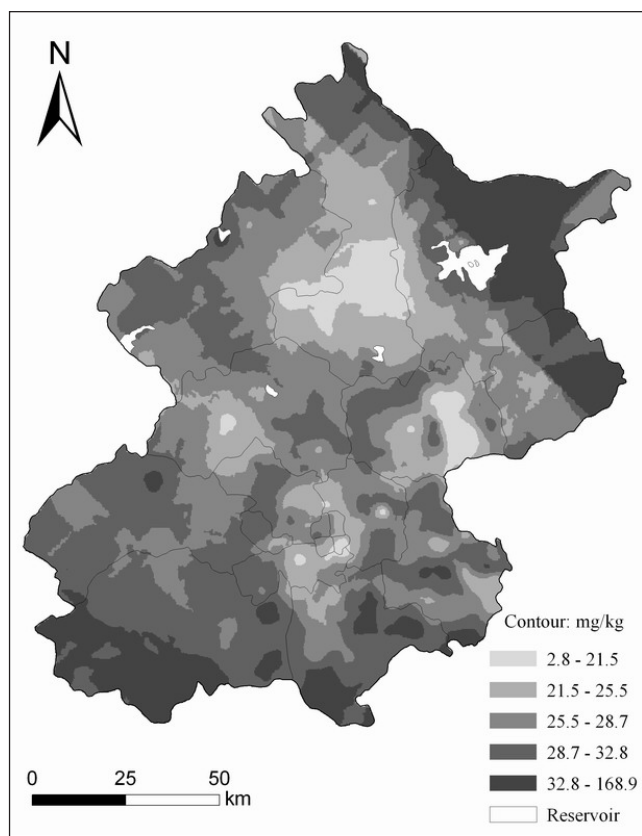 N
Contour: mg/kg
2.8 - 21.5
21.5 - 25.5
25.5 - 28.7
28.7 - 32.8
32.8 - 168.9
Reservoir
0 25 50
km